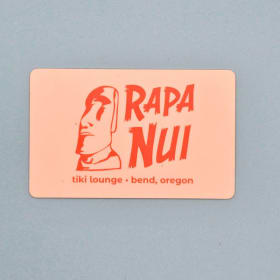 RAPA
NUI
tiki lounge • bend, oregon